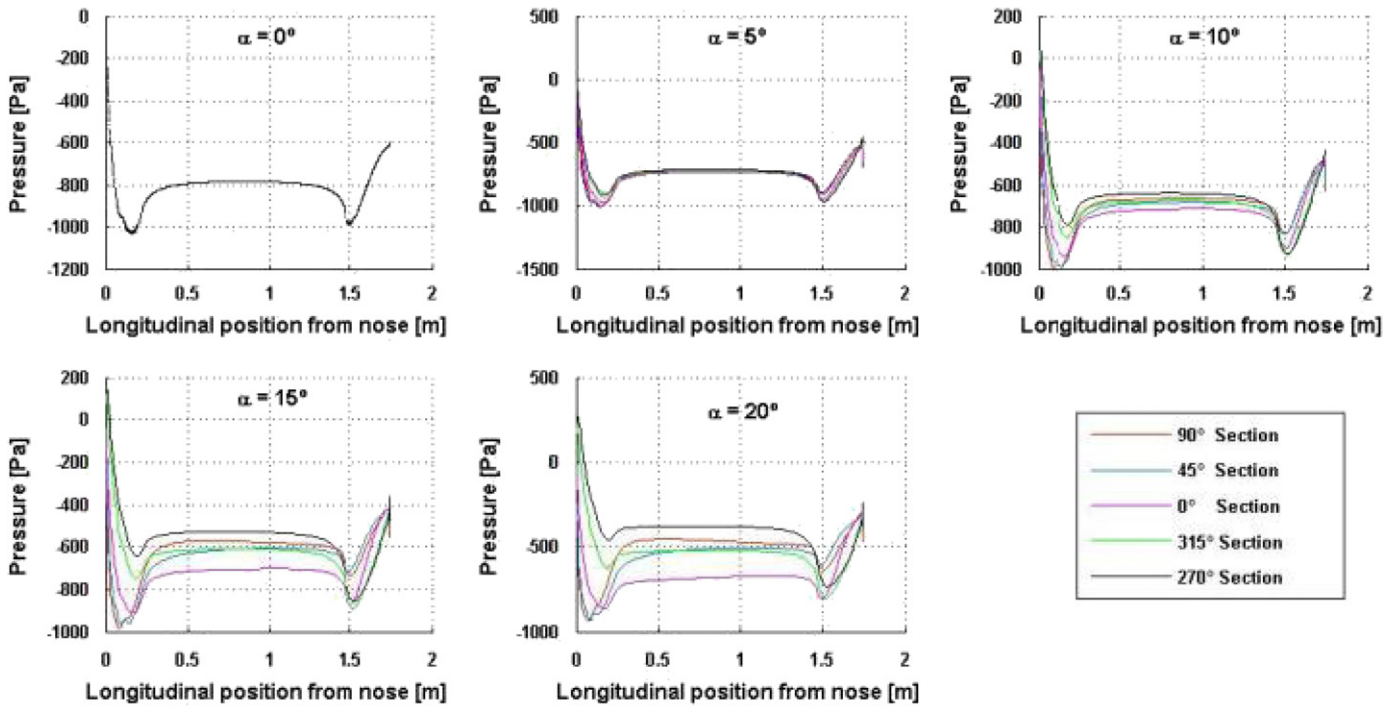 α = 0°
Pressure [Pa]
0
-200
-400
-600
-800
-1000
-1200
0 0.5 1 1.5 2
Longitudinal position from nose [m]
α = 5°
Pressure [Pa]
500
0
-500
-1000
-1500
0 0.5 1 1.5 2
Longitudinal position from nose [m]
α = 10°
Pressure [Pa]
200
0
-200
-400
-600
-800
-1000
0 0.5 1 1.5 2
Longitudinal position from nose [m]
α = 15°
Pressure [Pa]
200
0
-200
-400
-600
-800
-1000
0 0.5 1 1.5 2
Longitudinal position from nose [m]
α = 20°
Pressure [Pa]
500
0
-500
-1000
0 0.5 1 1.5 2
Longitudinal position from nose [m]
90° Section
45° Section
0° Section
315° Section
270° Section